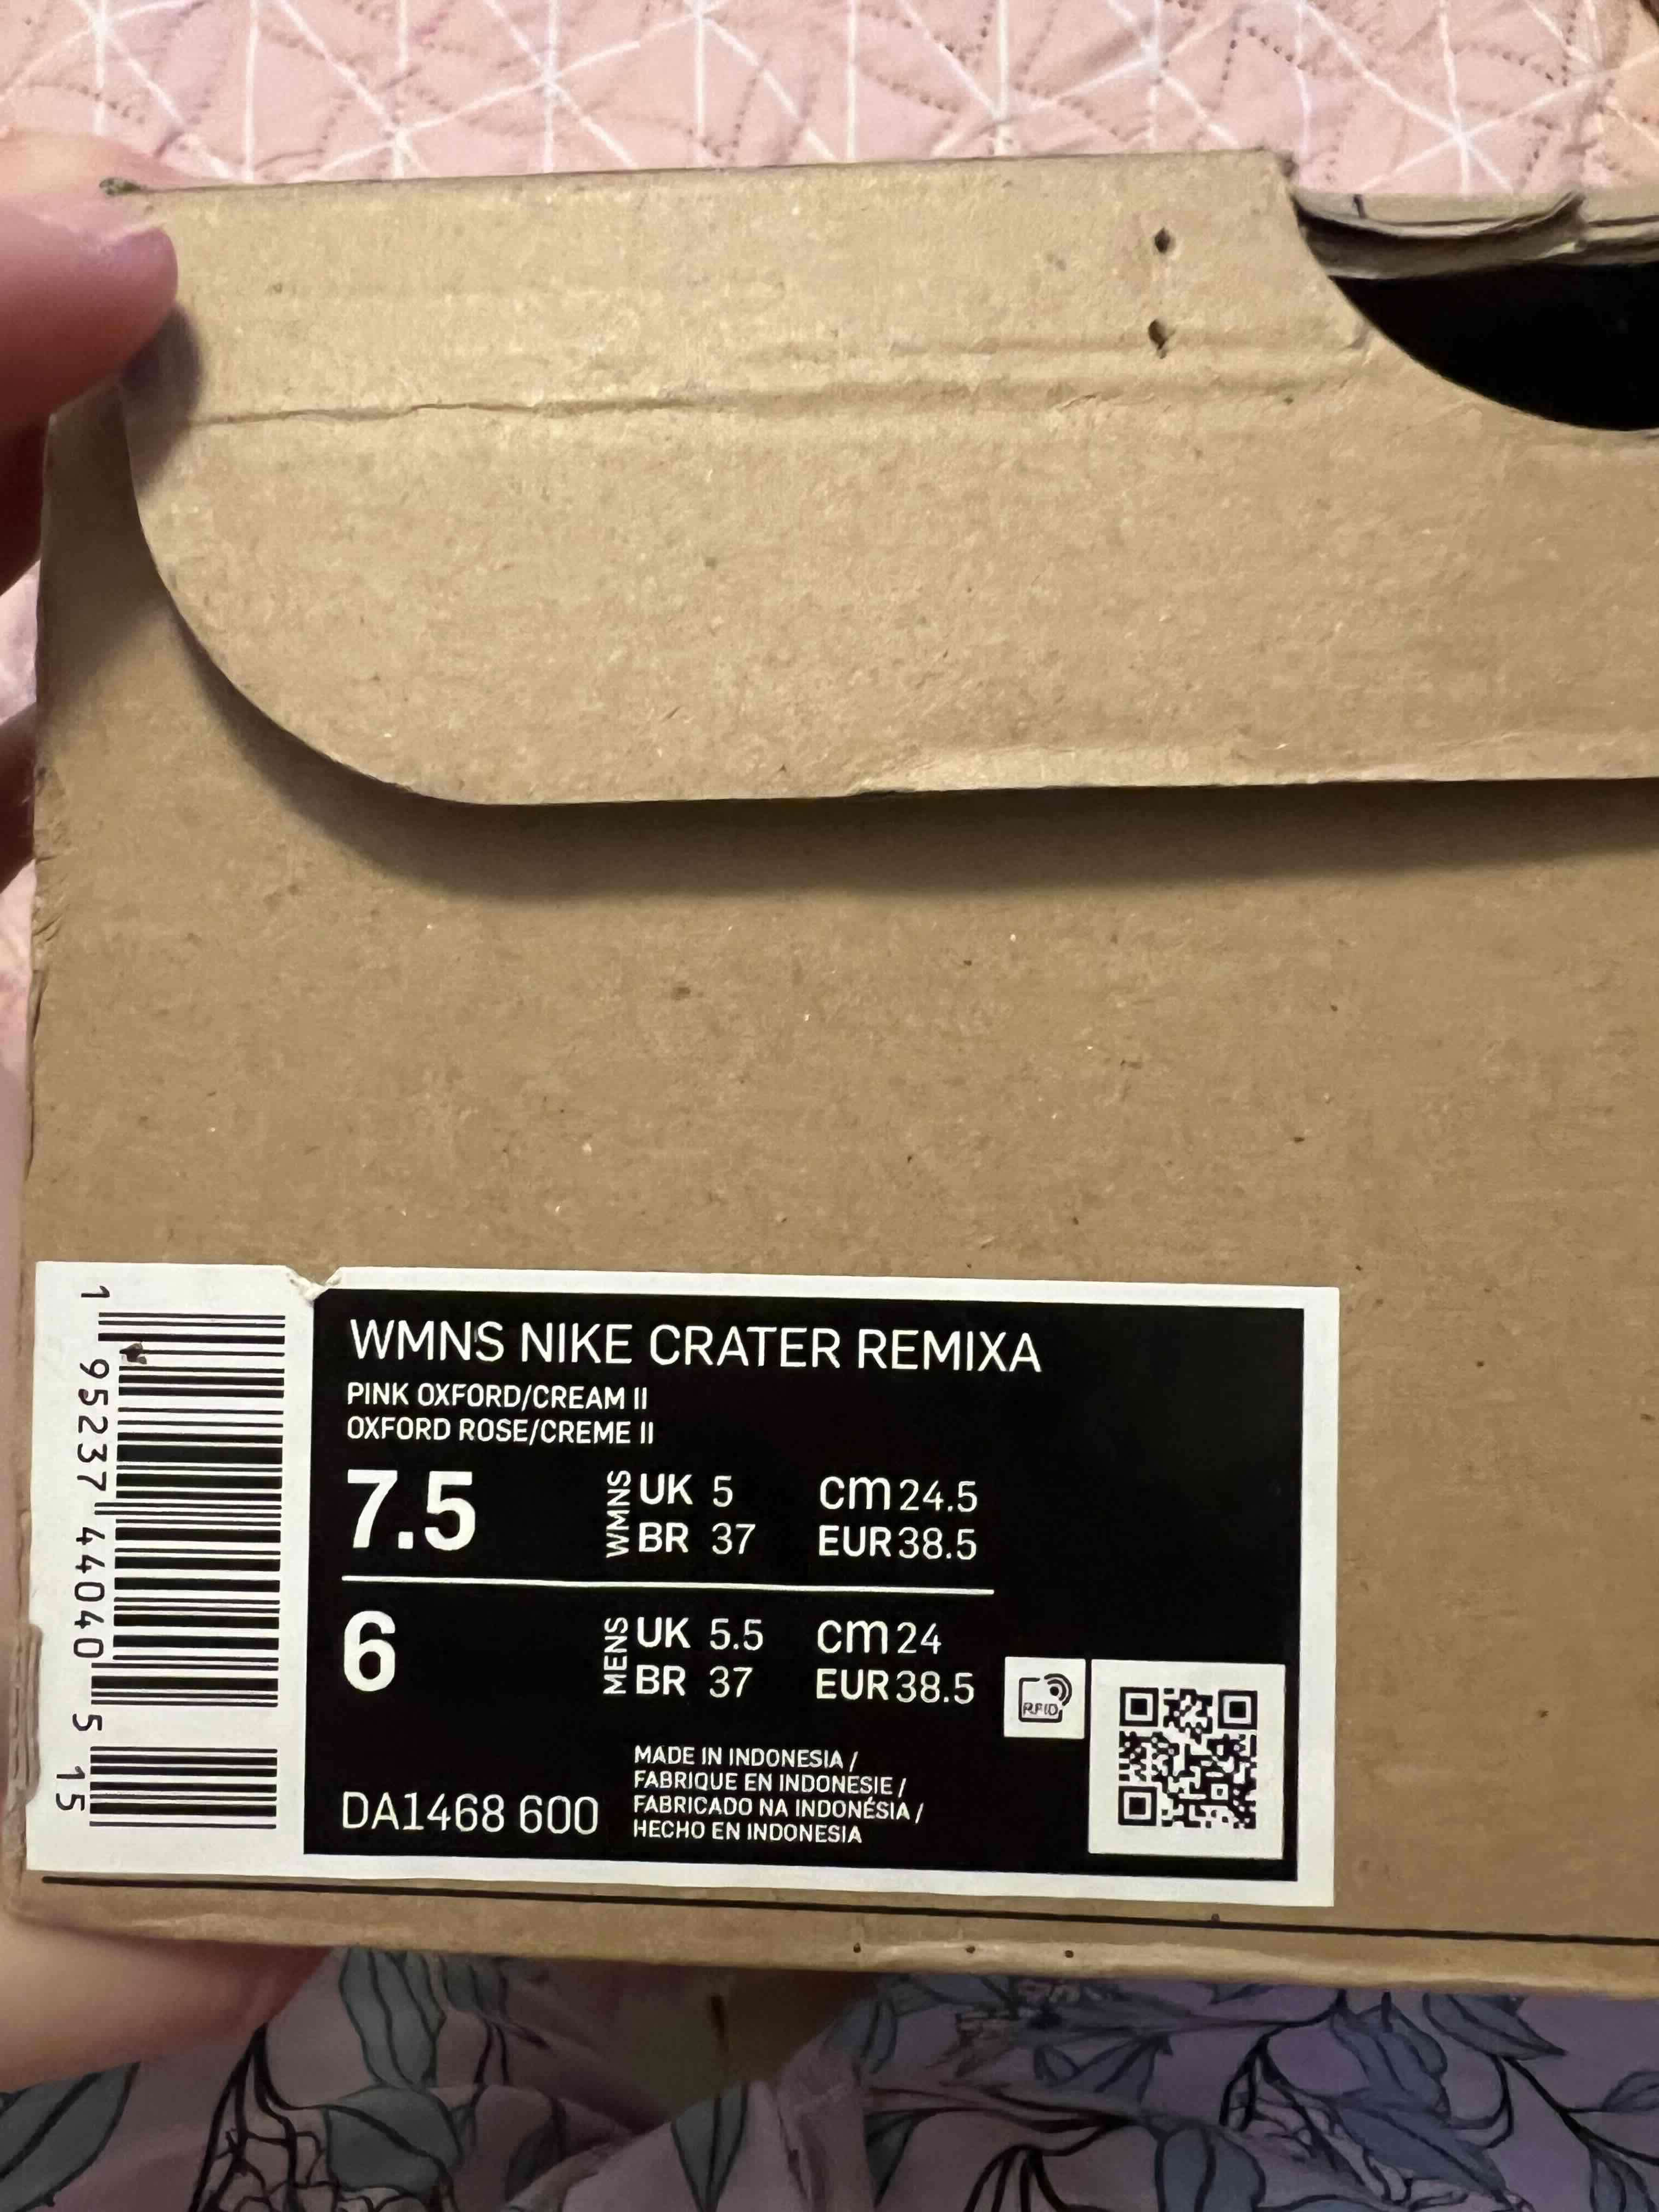 WMNS NIKE CRATER REMIXA
PINK OXFORD/CREAM II
OXFORD ROSE/CREME II
7.5 WMNS UK 5 cm 24.5
BR 37 EUR 38.5
6 MENS UK 5.5 cm 24
BR 37 EUR 38.5
RFID
DA1468 600
MADE IN INDONESIA /
FABRIQUE EN INDONESIE /
FABRICADO NA INDONÉSIA /
HECHO EN INDONESIA
1 95237 44040 5 15